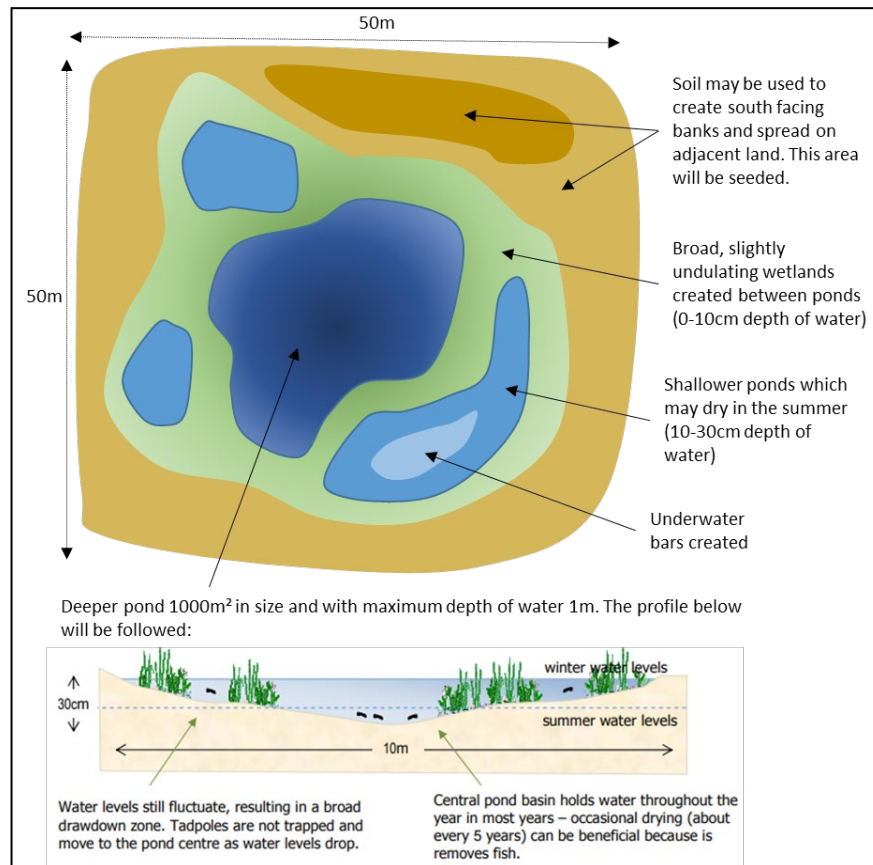 50m
50m
Soil may be used to
create south facing
banks and spread on
adjacent land. This area
will be seeded.
Broad, slightly
undulating wetlands
created between ponds
(0-10cm depth of water)
Shallower ponds which
may dry in the summer
(10-30cm depth of
water)
Underwater
bars created
Deeper pond 1000m² in size and with maximum depth of water 1m. The profile below
will be followed:
winter water levels
30cm
summer water levels
10m
Water levels still fluctuate, resulting in a broad
drawdown zone. Tadpoles are not trapped and
move to the pond centre as water levels drop.
Central pond basin holds water throughout the
year in most years – occasional drying (about
every 5 years) can be beneficial because is
removes fish.